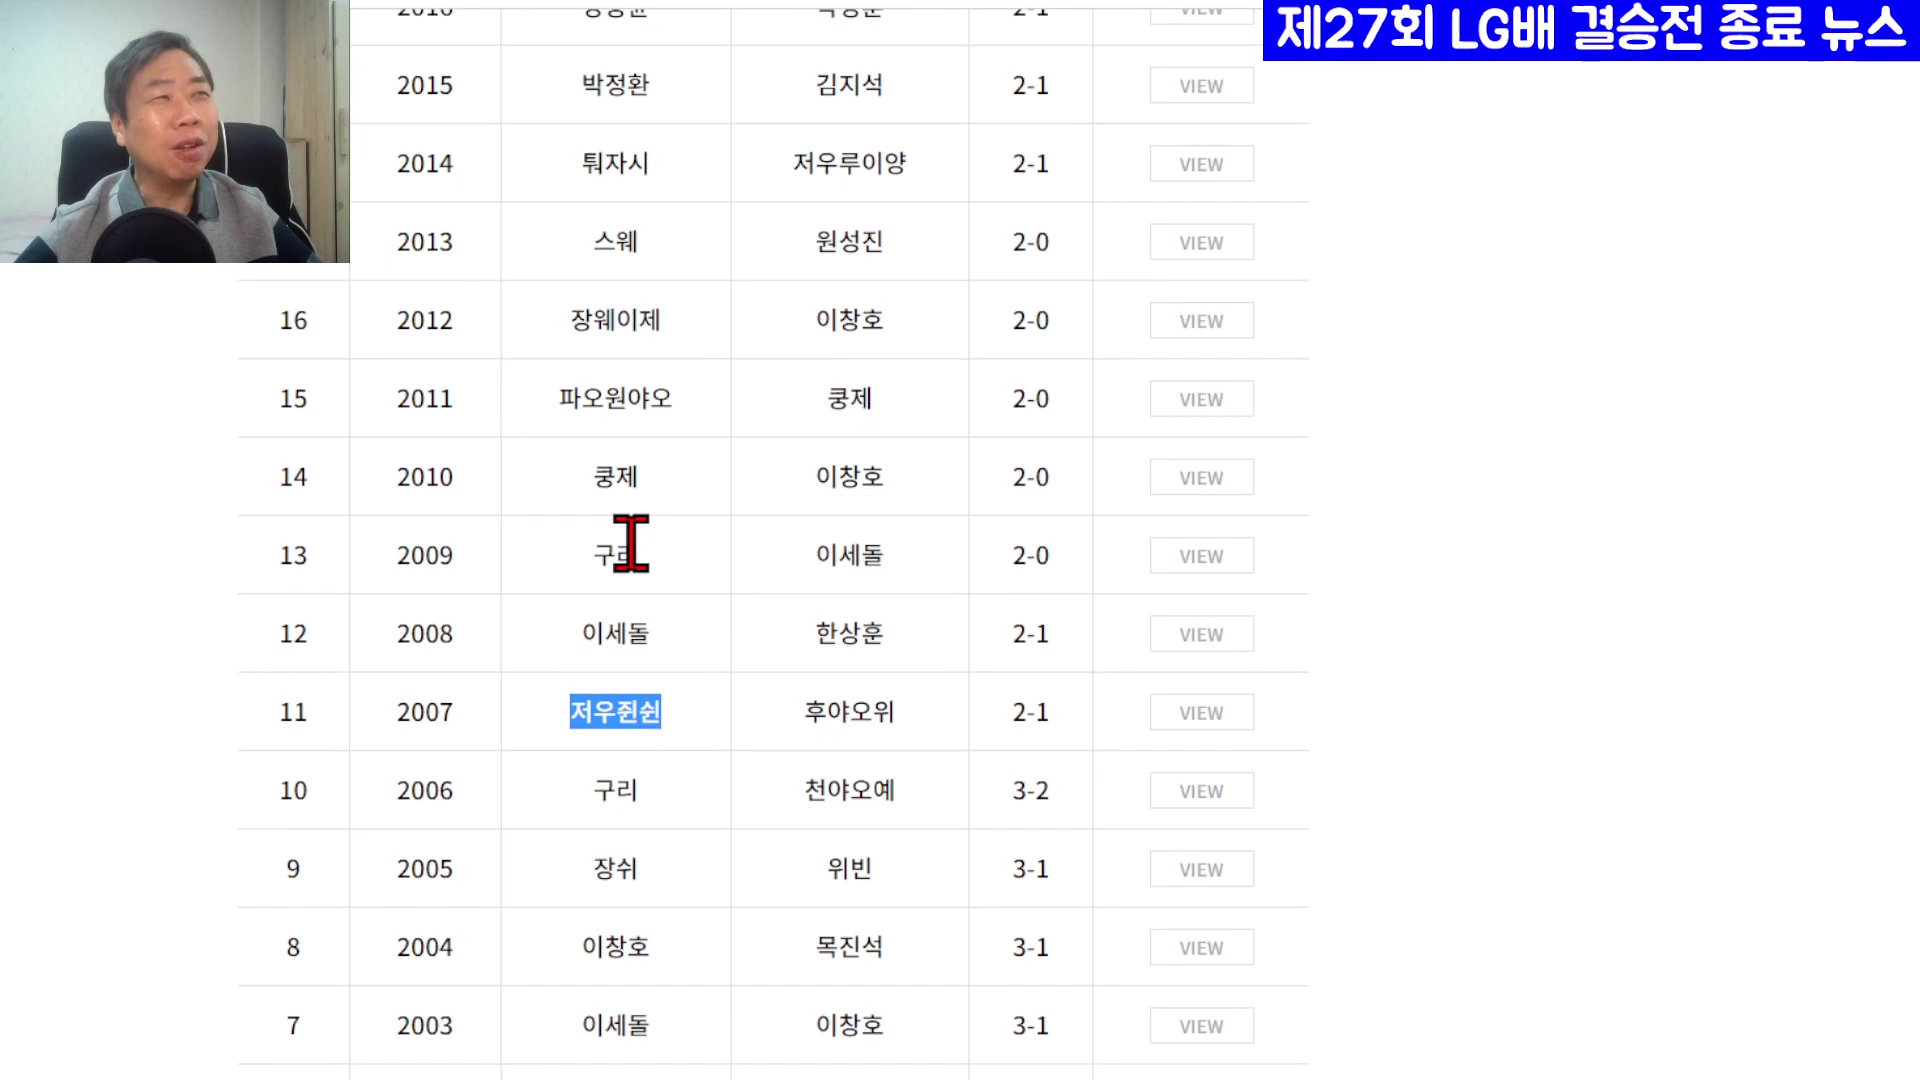 제27회 LG배 결승전 종료 뉴스
2015 박정환 김지석 2-1 VIEW
2014 퉈자시 저우루이양 2-1 VIEW
2013 스웨 원성진 2-0 VIEW
16 2012 장웨이제 이창호 2-0 VIEW
15 2011 파오원야오 쿵제 2-0 VIEW
14 2010 쿵제 이창호 2-0 VIEW
13 2009 구리 이세돌 2-0 VIEW
12 2008 이세돌 한상훈 2-1 VIEW
11 2007 저우쥔쉰 후야오위 2-1 VIEW
10 2006 구리 천야오예 3-2 VIEW
9 2005 장쉬 위빈 3-1 VIEW
8 2004 이창호 목진석 3-1 VIEW
7 2003 이세돌 이창호 3-1 VIEW